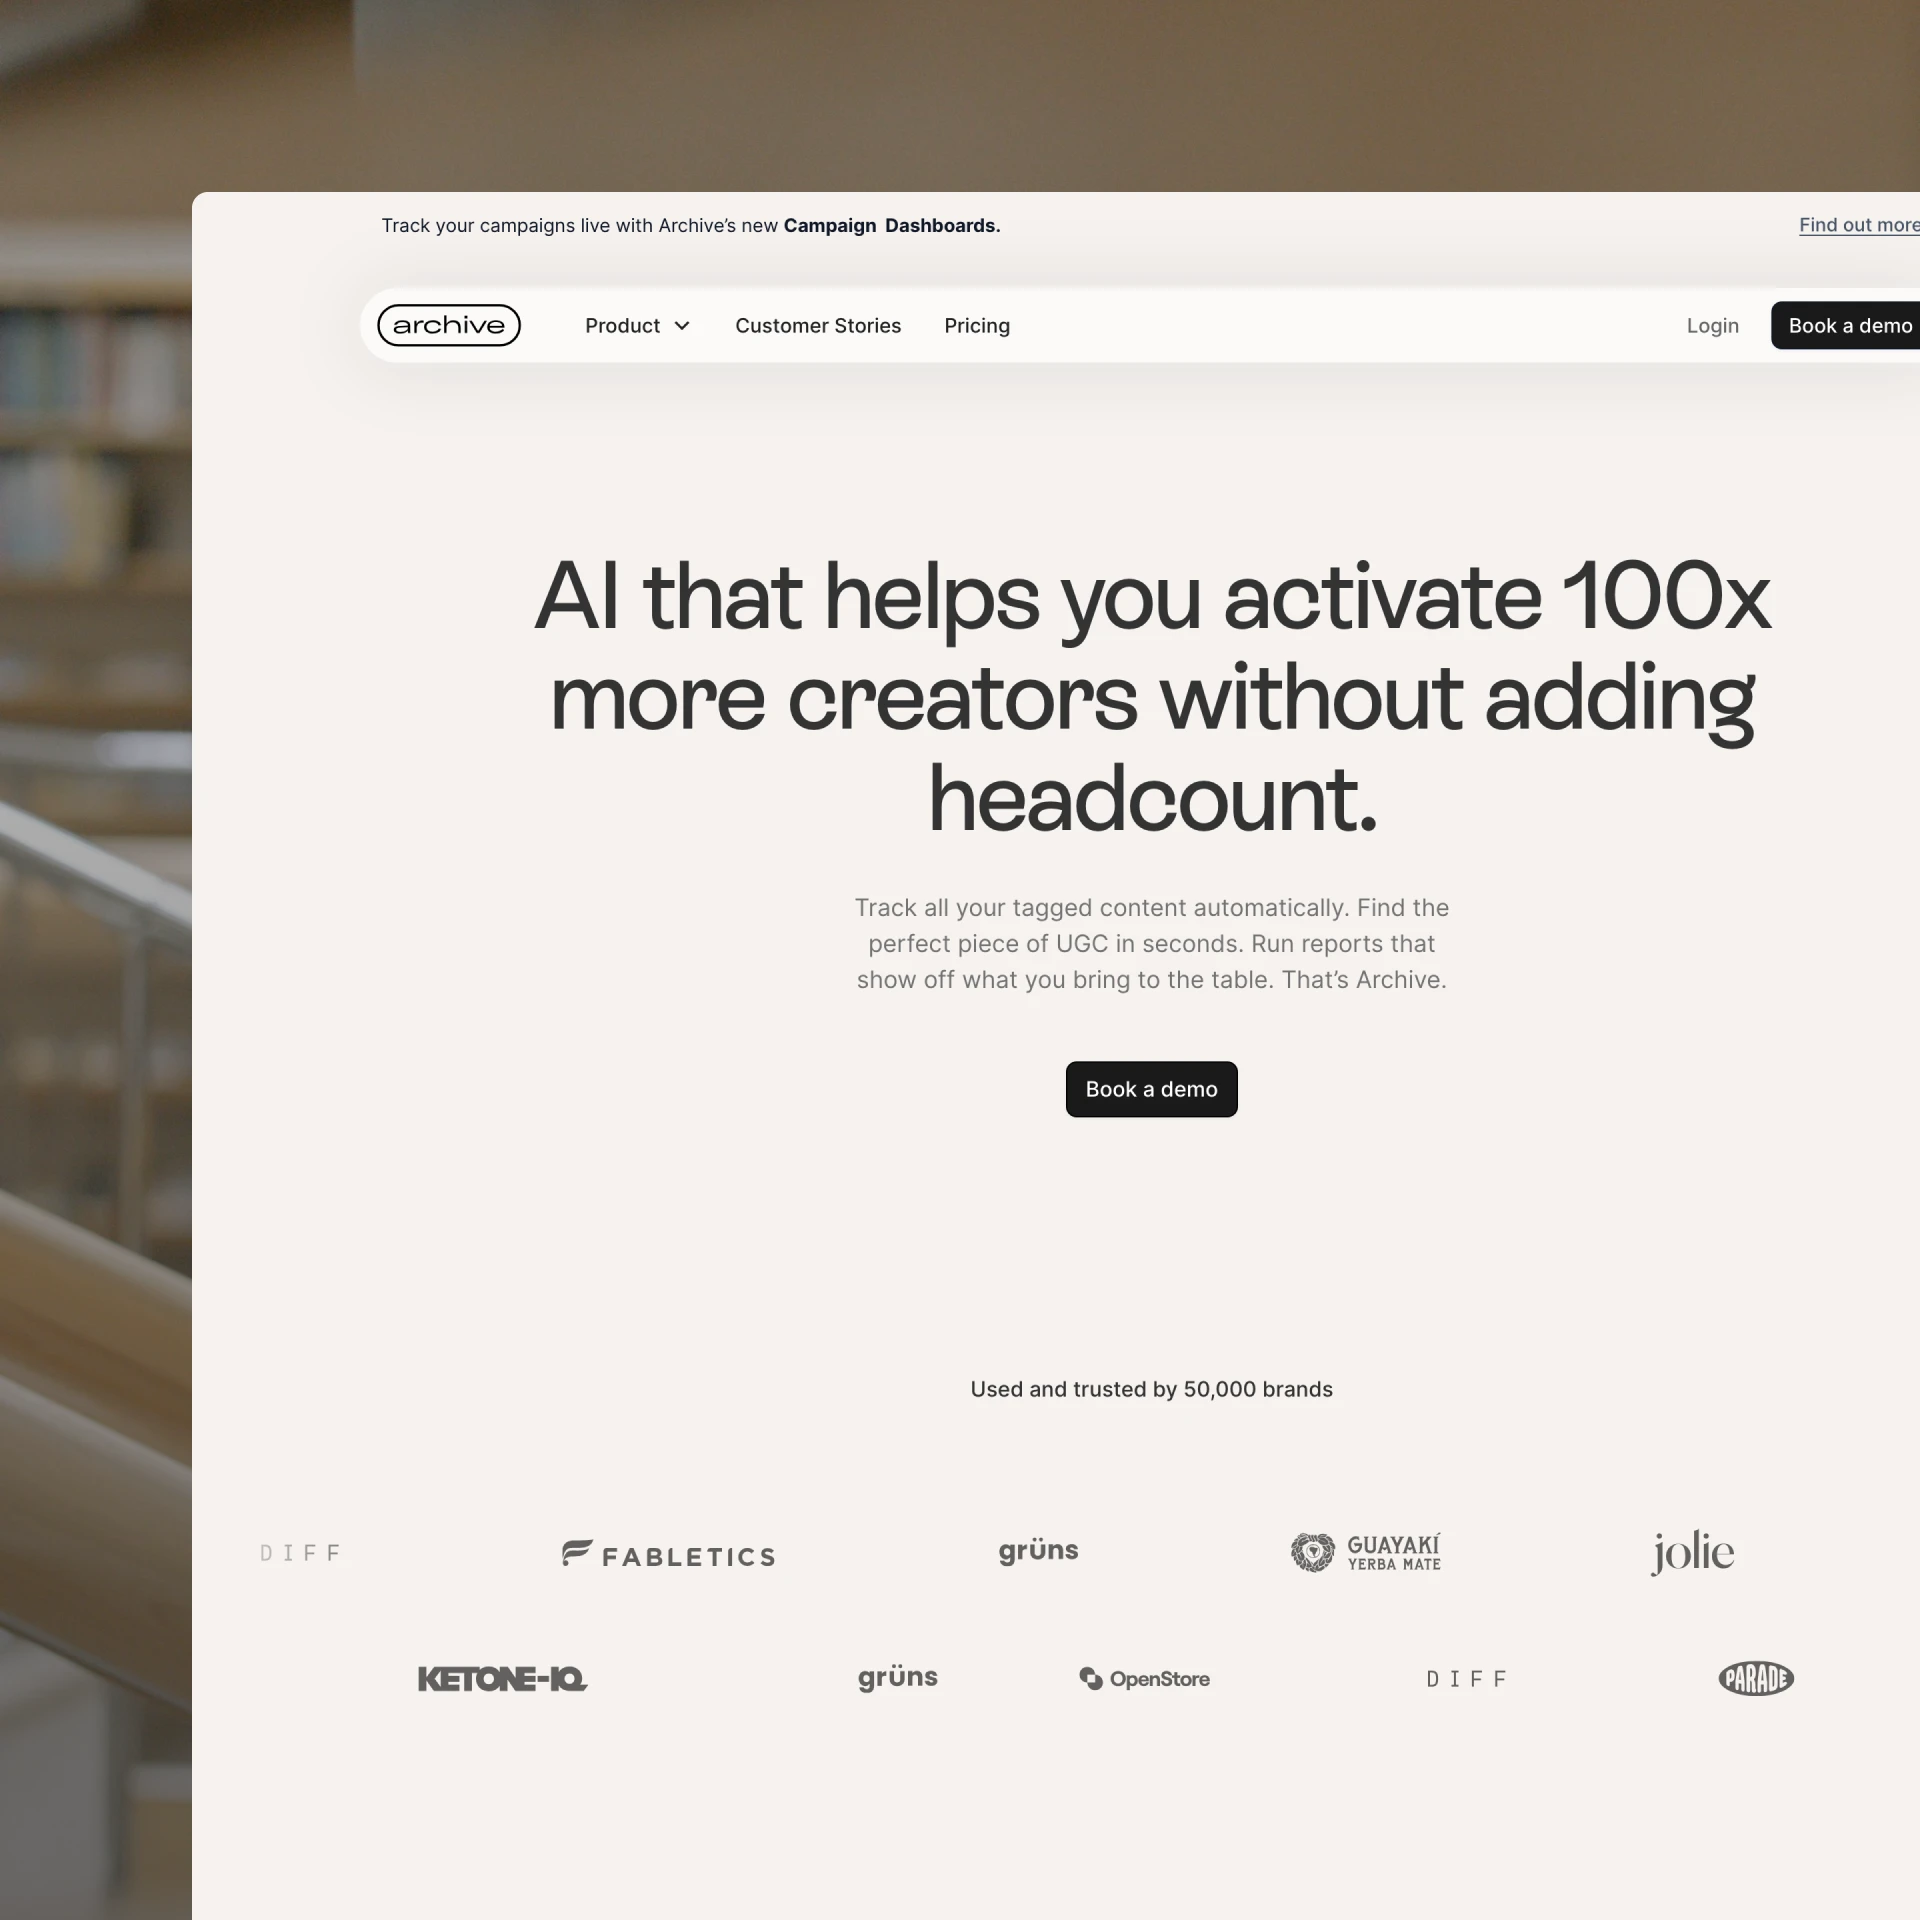 Track your campaigns live with Archive’s new Campaign Dashboards.
Find out more
archive
Product
Customer Stories
Pricing
Login
Book a demo
AI that helps you activate 100x
more creators without adding
headcount.
Track all your tagged content automatically. Find the
perfect piece of UGC in seconds. Run reports that
show off what you bring to the table. That’s Archive.
Book a demo
Used and trusted by 50,000 brands
DIFF
FABLETICS
grüns
GUAYAKÍ
YERBA MATE
jolie
KETONE-IQ
grüns
OpenStore
DIFF
PARADE